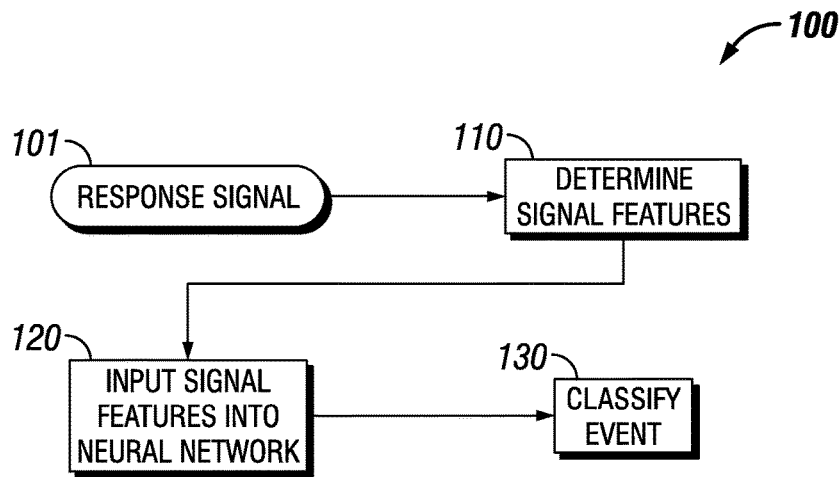 100
101
RESPONSE SIGNAL
110
DETERMINE
SIGNAL FEATURES
120
INPUT SIGNAL
FEATURES INTO
NEURAL NETWORK
130
CLASSIFY
EVENT